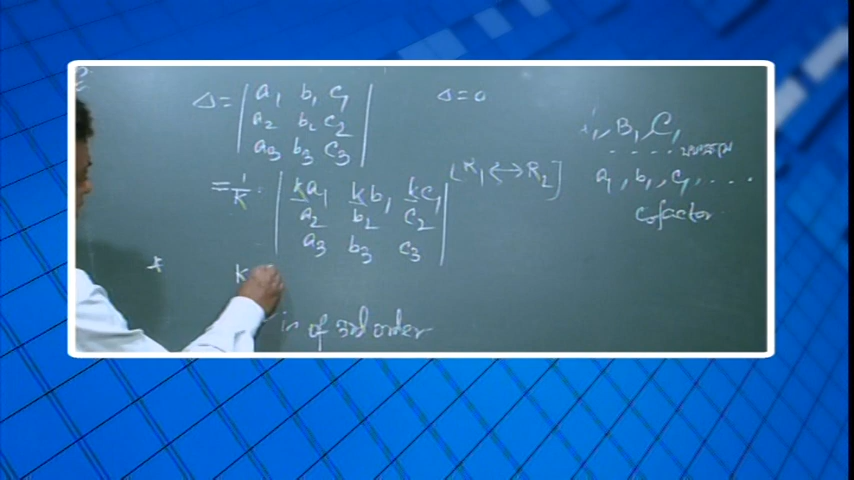 Δ = | a₁ b₁ c₁ | Δ = 0
| a₂ b₂ c₂ |
| a₃ b₃ c₃ |
= 1/K · | ka₁ kb₁ kc₁ | [R₁ ↔ R₂]
| a₂ b₂ c₂ |
| a₃ b₃ c₃ |
* K
is of 3rd order
, B₁, C₁
a₁, b₁, c₁, ....
cofactor